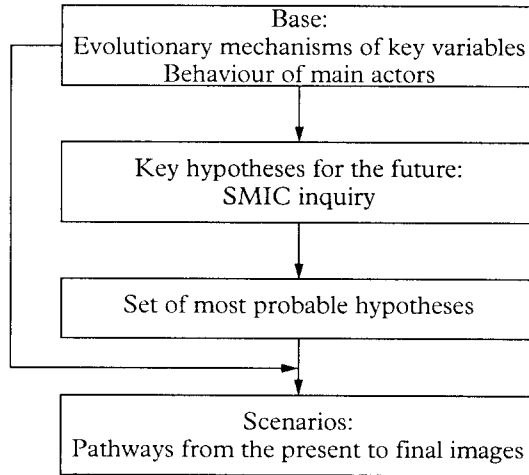 Base:
Evolutionary mechanisms of key variables
Behaviour of main actors
Key hypotheses for the future:
SMIC inquiry
Set of most probable hypotheses
Scenarios:
Pathways from the present to final images